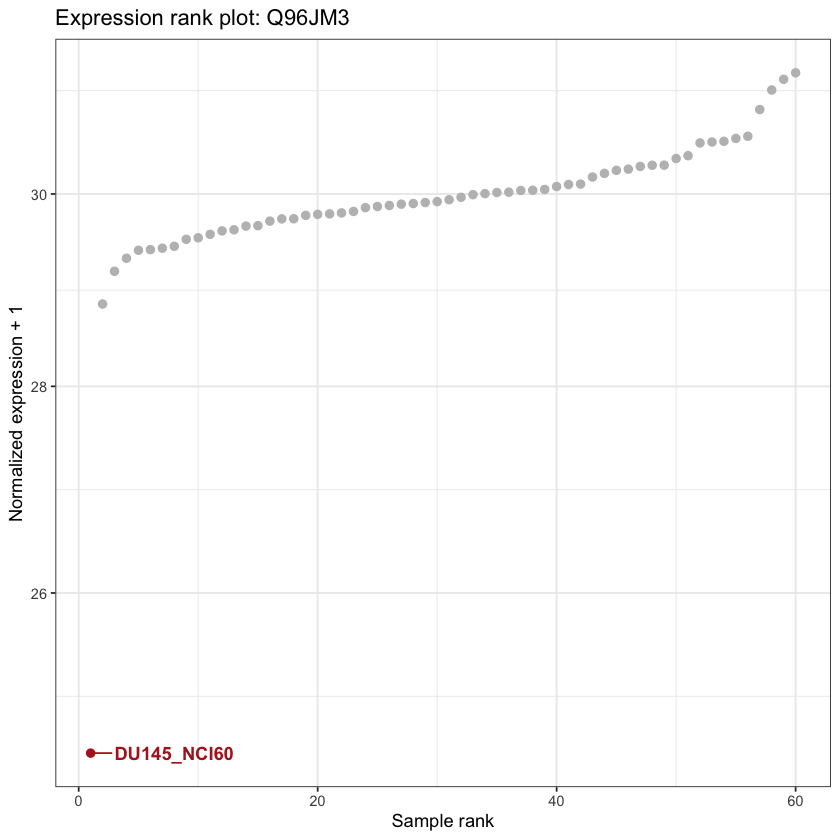 Expression rank plot: Q96JM3
Normalized expression + 1
30
28
26
DU145_NCI60
0
20
40
60
Sample rank